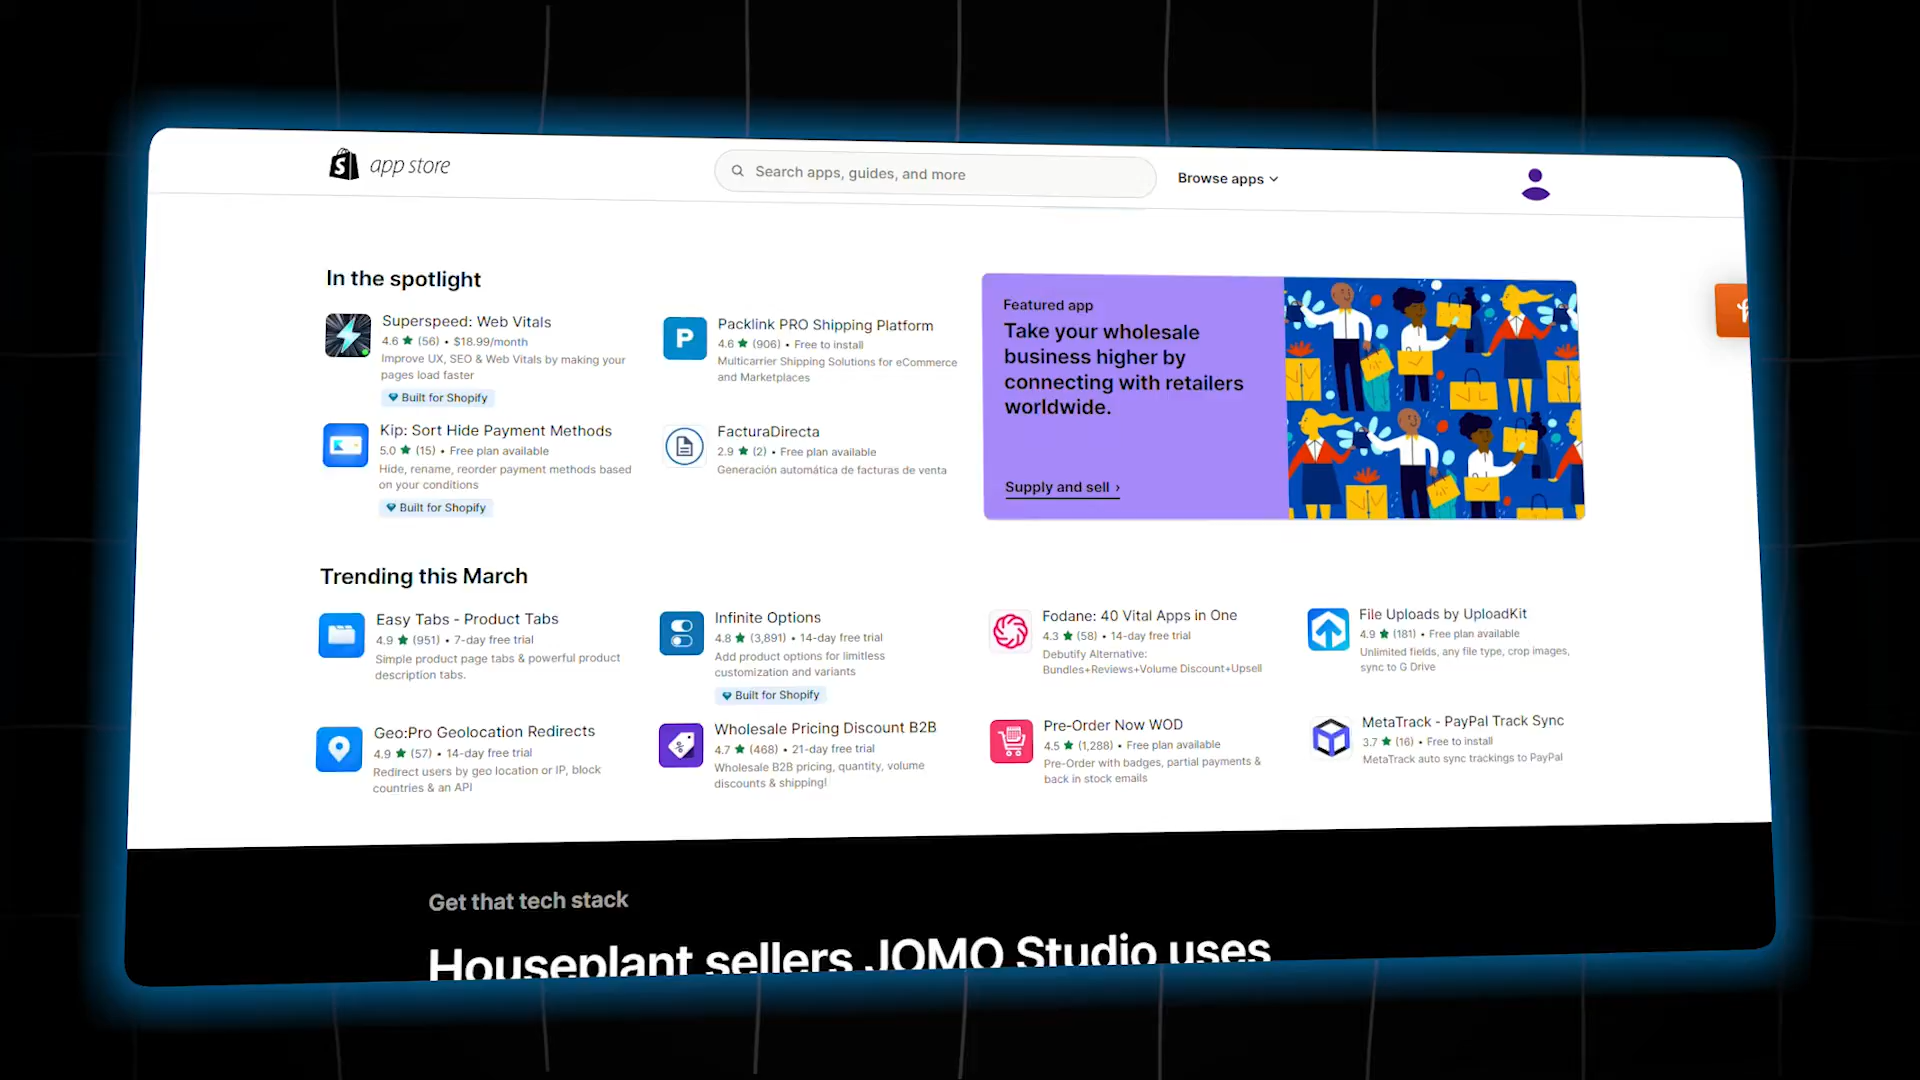 app store
Search apps, guides, and more
Browse apps
In the spotlight
Superspeed: Web Vitals
4.6 ★ (56) • $18.99/month
Improve UX, SEO & Web Vitals by making your
pages load faster
Built for Shopify
Packlink PRO Shipping Platform
4.6 ★ (906) • Free to install
Multicarrier Shipping Solutions for eCommerce
and Marketplaces
Kip: Sort Hide Payment Methods
5.0 ★ (15) • Free plan available
Hide, rename, reorder payment methods based
on your conditions
Built for Shopify
FacturaDirecta
2.9 ★ (2) • Free plan available
Generación automática de facturas de venta
Featured app
Take your wholesale
business higher by
connecting with retailers
worldwide.
Supply and sell ›
Trending this March
Easy Tabs - Product Tabs
4.9 ★ (951) • 7-day free trial
Simple product page tabs & powerful product
description tabs.
Infinite Options
4.8 ★ (3,891) • 14-day free trial
Add product options for limitless
customization and variants
Built for Shopify
Fodane: 40 Vital Apps in One
4.3 ★ (58) • 14-day free trial
Debutify Alternative:
Bundles+Reviews+Volume Discount+Upsell
File Uploads by UploadKit
4.9 ★ (181) • Free plan available
Unlimited fields, any file type, crop images,
sync to G Drive
Geo:Pro Geolocation Redirects
4.9 ★ (57) • 14-day free trial
Redirect users by geo location or IP, block
countries & an API
Wholesale Pricing Discount B2B
4.7 ★ (468) • 21-day free trial
Wholesale B2B pricing, quantity, volume
discounts & shipping!
Pre-Order Now WOD
4.5 ★ (1,288) • Free plan available
Pre-Order with badges, partial payments &
back in stock emails
MetaTrack - PayPal Track Sync
3.7 ★ (16) • Free to install
MetaTrack auto sync trackings to PayPal
Get that tech stack
Houseplant sellers JOMO Studio uses